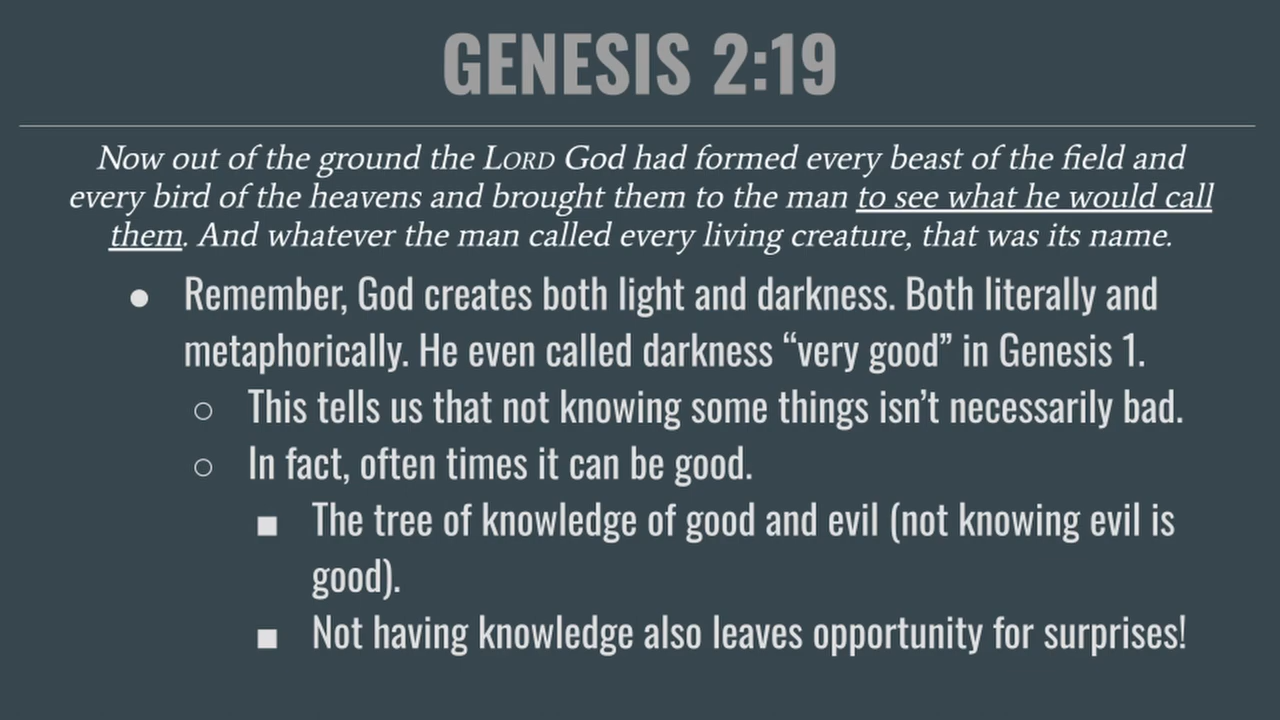 GENESIS 2:19
Now out of the ground the LORD God had formed every beast of the field and
every bird of the heavens and brought them to the man to see what he would call
them. And whatever the man called every living creature, that was its name.
● Remember, God creates both light and darkness. Both literally and
metaphorically. He even called darkness “very good” in Genesis 1.
○ This tells us that not knowing some things isn’t necessarily bad.
○ In fact, often times it can be good.
■ The tree of knowledge of good and evil (not knowing evil is
good).
■ Not having knowledge also leaves opportunity for surprises!